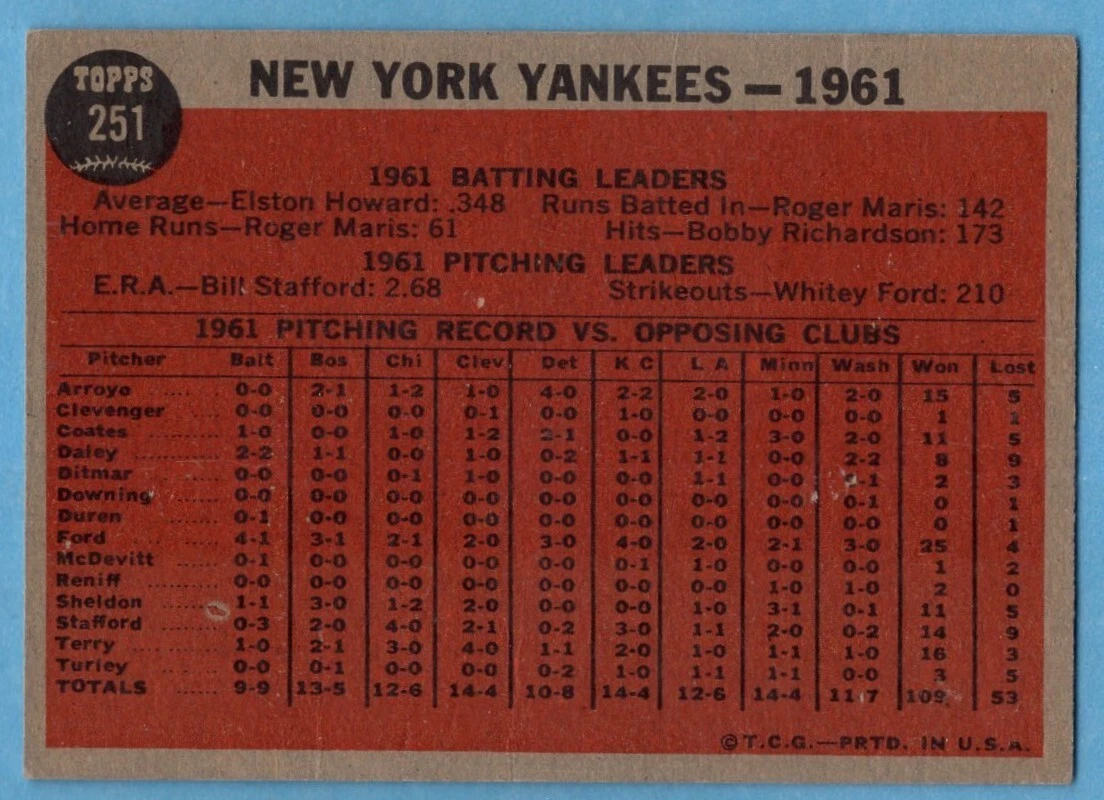 TOPPS
251
NEW YORK YANKEES — 1961
1961 BATTING LEADERS
Average—Elston Howard: .348 Runs Batted In—Roger Maris: 142
Home Runs—Roger Maris: 61 Hits—Bobby Richardson: 173
1961 PITCHING LEADERS
E.R.A.—Bill Stafford: 2.68 Strikeouts—Whitey Ford: 210
1961 PITCHING RECORD VS. OPPOSING CLUBS
Pitcher Balt Bos Chi Clev Det K C L A Minn Wash Won Lost
Arroyo ..... 0-0 2-1 1-2 1-0 4-0 2-2 2-0 1-0 2-0 15 5
Clevenger .... 0-0 0-0 0-0 0-1 0-0 1-0 0-0 0-0 0-0 1 1
Coates .......... 1-0 0-0 1-0 1-2 2-1 0-0 1-2 3-0 2-0 11 5
Daley .......... 2-2 1-1 0-0 1-0 0-2 1-1 1-1 0-0 2-2 8 9
Ditmar ....... 0-0 0-0 0-1 1-0 0-0 0-0 1-1 0-0 -1 2 3
Downing ....... 0-0 0-0 0-0 0-0 0-0 0-0 0-0 0-0 0-1 0 1
Duren ....... 0-1 0-0 0-0 0-0 0-0 0-0 0-0 0-0 0-0 0 1
Ford ....... 4-1 3-1 2-1 2-0 3-0 4-0 2-0 2-1 3-0 25 4
McDevitt ..... 0-1 0-0 0-0 0-0 0-0 0-1 1-0 0-0 0-0 1 2
Reniff .......... 0-0 0-0 0-0 0-0 0-0 0-0 0-0 1-0 1-0 2 0
Sheldon ....... 1-1 3-0 1-2 2-0 0-0 0-0 1-0 3-1 0-1 11 5
Stafford ........ 0-3 2-0 4-0 2-1 0-2 3-0 1-1 2-0 0-2 14 9
Terry ............ 1-0 2-1 3-0 4-0 1-1 2-0 1-0 1-1 1-0 16 3
Turley .......... 0-0 0-1 0-0 0-0 0-2 1-0 1-1 1-1 0-0 3 5
TOTALS ...... 9-9 13-5 12-6 14-4 10-8 14-4 12-6 14-4 11-7 109 53
© T.C.G.—PRTD. IN U.S.A.